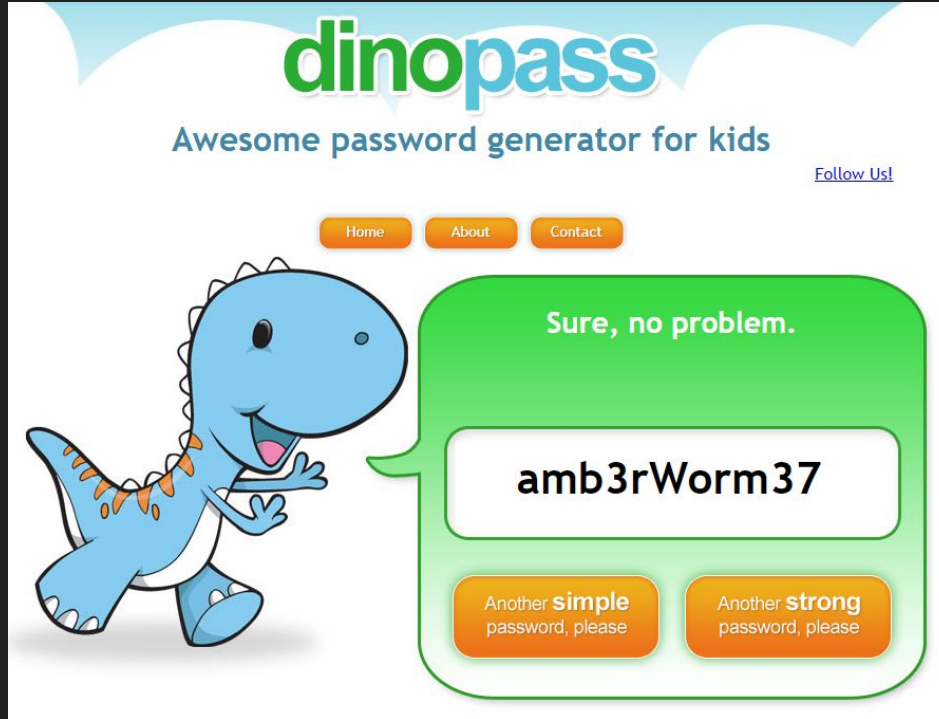 dinopass
Awesome password generator for kids
Follow Us!
Home About Contact
Sure, no problem.
amb3rWorm37
Another simple
password, please
Another strong
password, please